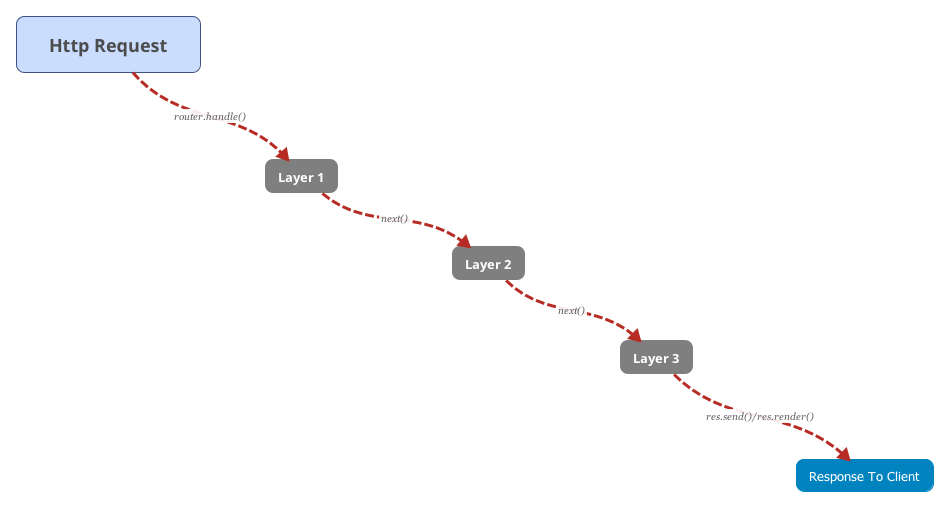 Http Request
router.handle()
Layer 1
next()
Layer 2
next()
Layer 3
res.send()/res.render()
Response To Client